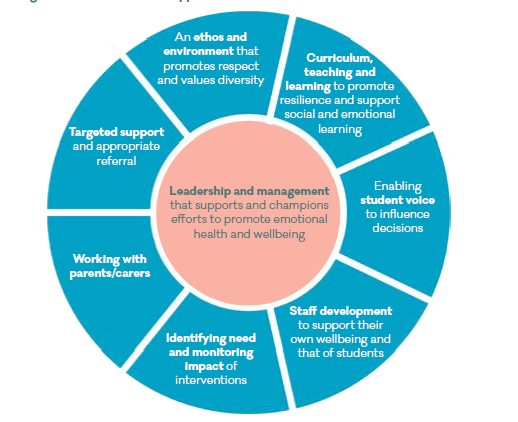 An ethos and
environment that
promotes respect
and values diversity
Curriculum,
teaching and
learning to promote
resilience and support
social and emotional
learning
Enabling
student voice
to influence
decisions
Staff development
to support their
own wellbeing and
that of students
Identifying need
and monitoring
impact of
interventions
Working with
parents/carers
Targeted support
and appropriate
referral
Leadership and management
that supports and champions
efforts to promote emotional
health and wellbeing